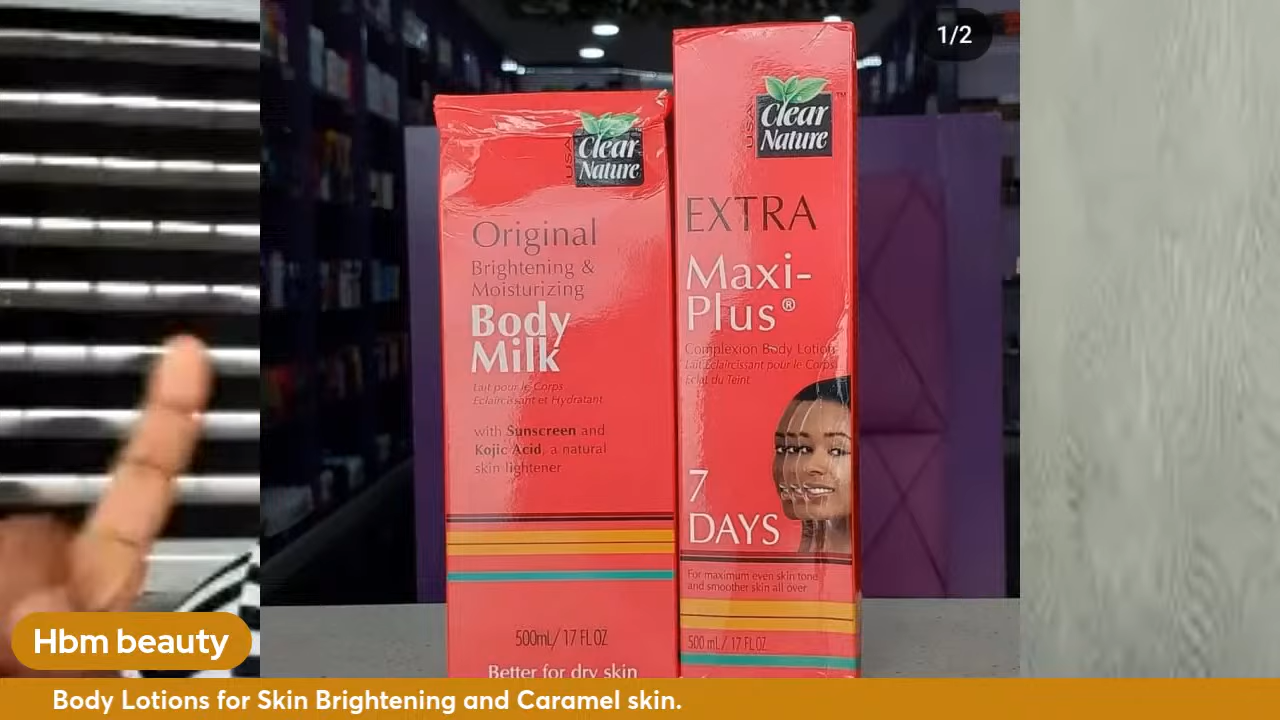 1/2
USA
Clear
Nature
Original
Brightening &
Moisturizing
Body
Milk
Lait pour le Corps
Eclaircissant et Hydratant
with Sunscreen and
Kojic Acid, a natural
skin lightener
500mL/ 17 FL OZ
Better for dry skin
USA
Clear
Nature
TM
EXTRA
Maxi-
Plus®
Complexion Body Lotion
Lait Eclaircissant pour le Corps
Eclat du Teint
7
DAYS
For maximum even skin tone
and smoother skin all over
500 mL/ 17 FL OZ
Hbm beauty
Body Lotions for Skin Brightening and Caramel skin.